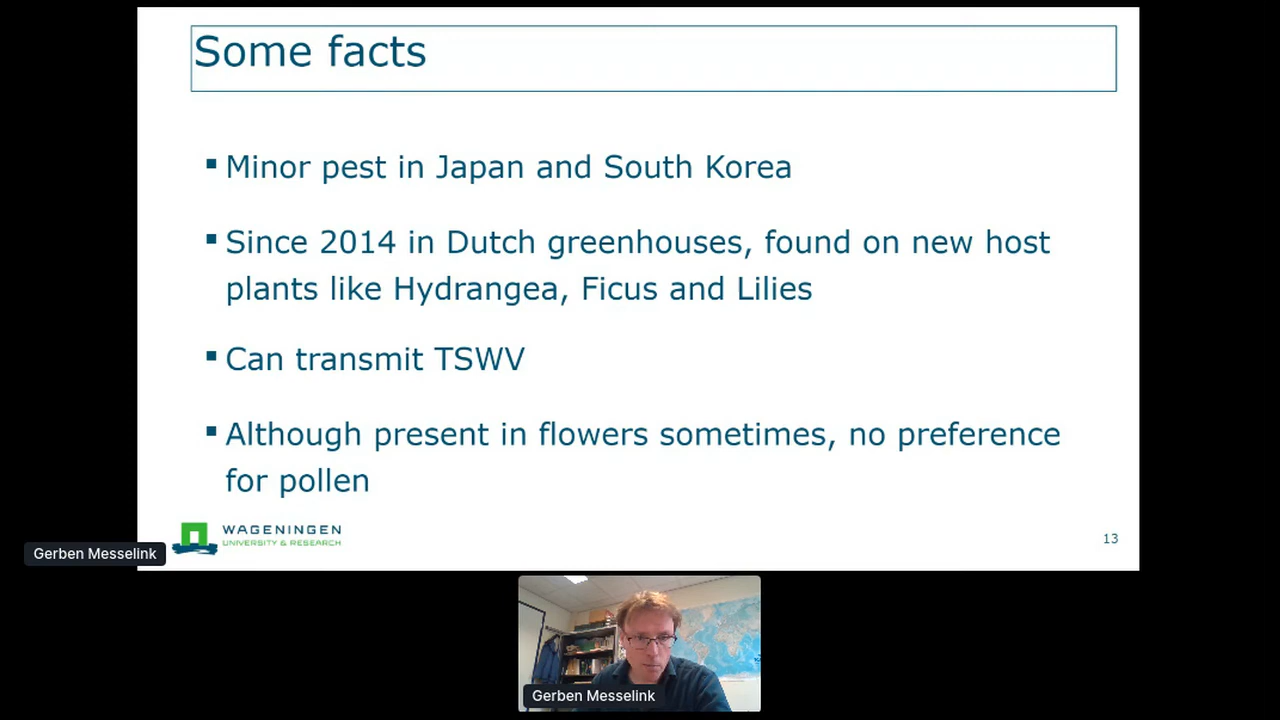 Some facts
▪ Minor pest in Japan and South Korea
▪ Since 2014 in Dutch greenhouses, found on new host
plants like Hydrangea, Ficus and Lilies
▪ Can transmit TSWV
▪ Although present in flowers sometimes, no preference
for pollen
WAGENINGEN
UNIVERSITY & RESEARCH
13
Gerben Messelink
Gerben Messelink